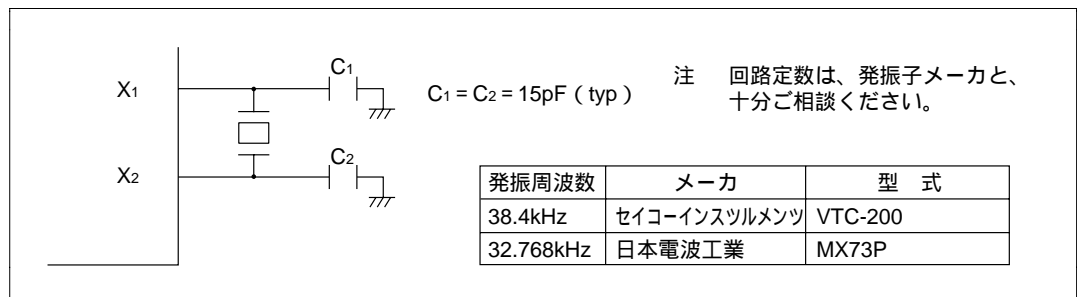 X1
C1
C1 = C2 = 15pF ( typ )
注 回路定数は、発振子メーカと、
十分ご相談ください。
X2
C2
発振周波数 メーカ 型 式
38.4kHz セイコーインスツルメンツ VTC-200
32.768kHz 日本電波工業 MX73P